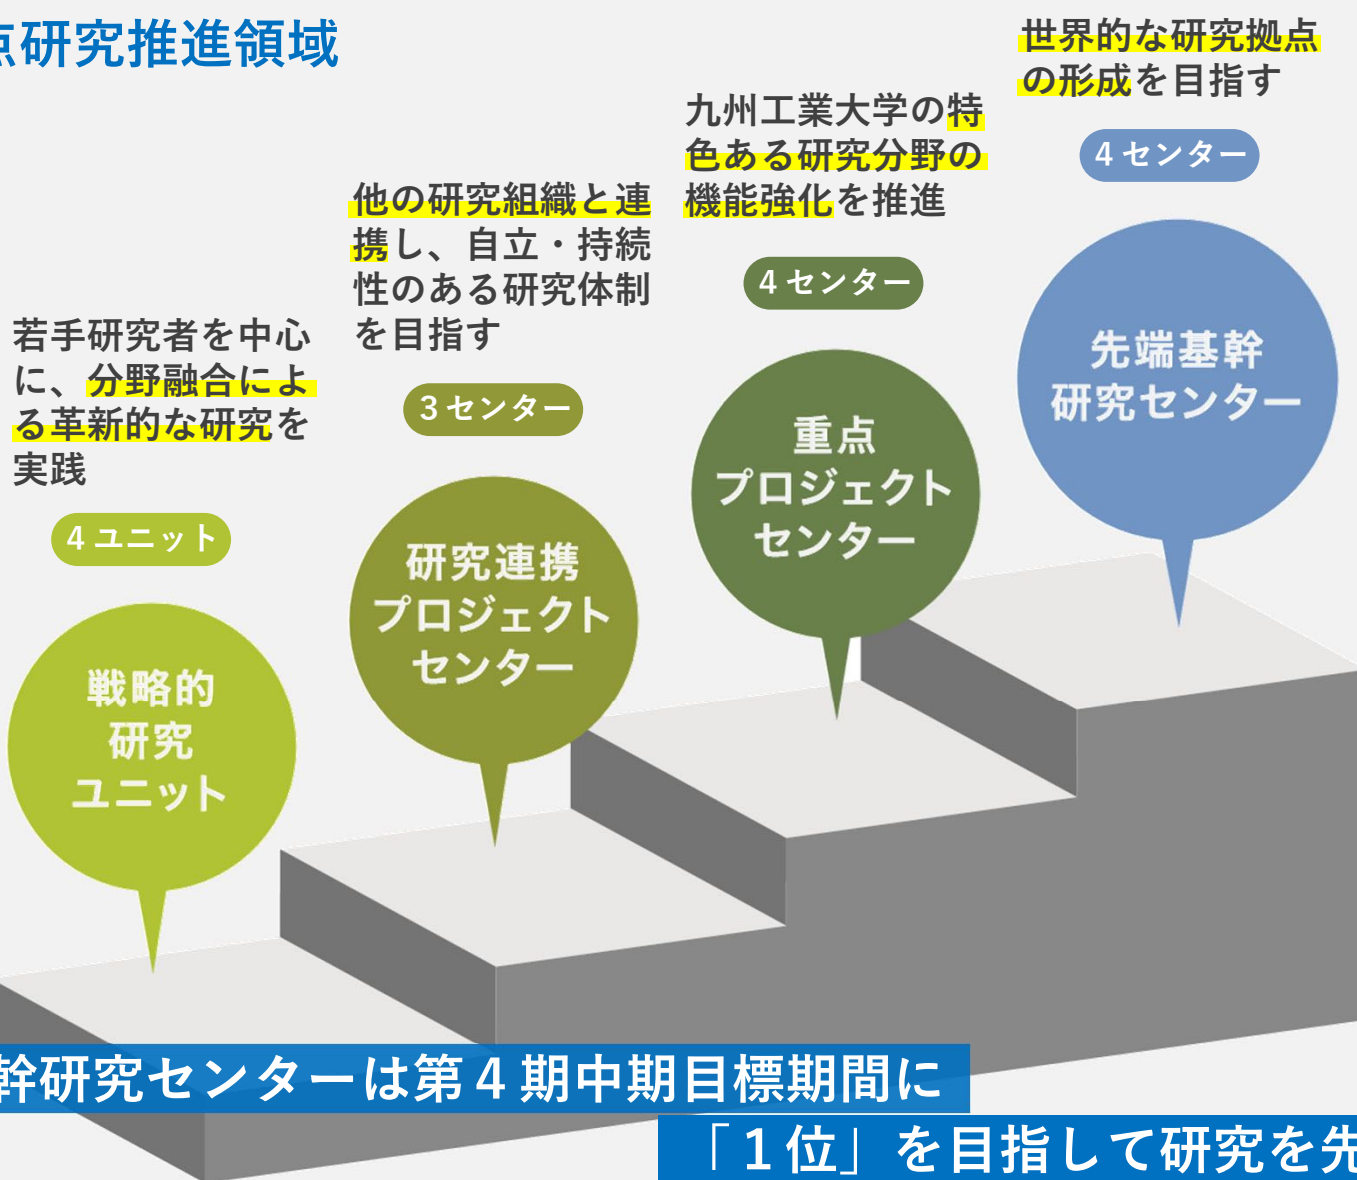 点研究推進領域
世界的な研究拠点
の形成を目指す
4センター
先端基幹
研究センター
九州工業大学の特
色ある研究分野の
機能強化を推進
4センター
重点
プロジェクト
センター
他の研究組織と連
携し、自立・持続
性のある研究体制
を目指す
3センター
研究連携
プロジェクト
センター
若手研究者を中心
に、分野融合によ
る革新的な研究を
実践
4ユニット
戦略的
研究
ユニット
幹研究センターは第4期中期目標期間に
「1位」を目指して研究を先